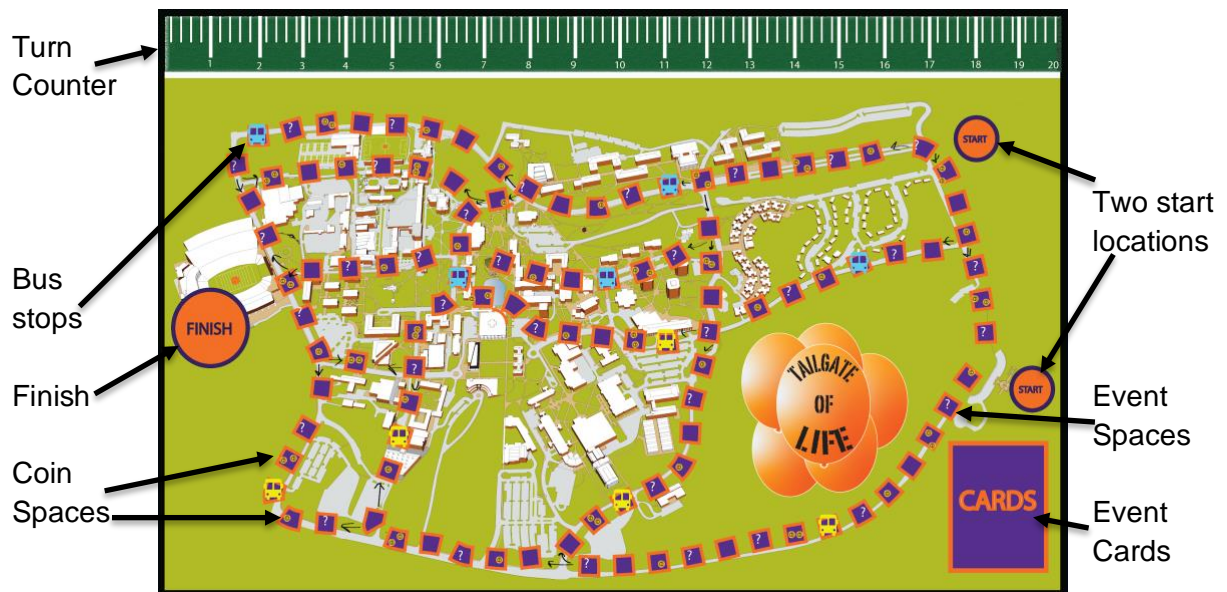 Turn
Counter
1 2 3 4 5 6 7 8 9 10 11 12 13 14 15 16 17 18 19 20
START
Two start
locations
Bus
stops
FINISH
Finish
TAILGATE
OF
LIFE
START
Event
Spaces
Coin
Spaces
CARDS
Event
Cards